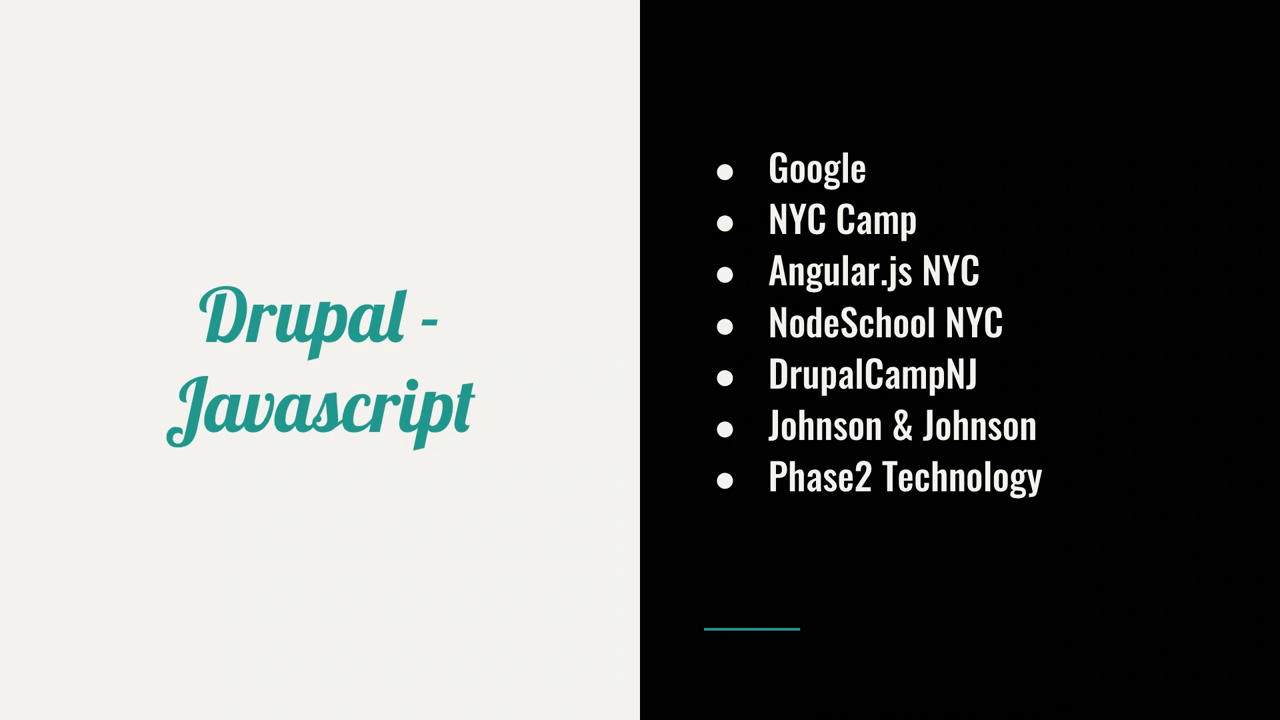 Drupal -
Javascript
● Google
● NYC Camp
● Angular.js NYC
● NodeSchool NYC
● DrupalCampNJ
● Johnson & Johnson
● Phase2 Technology